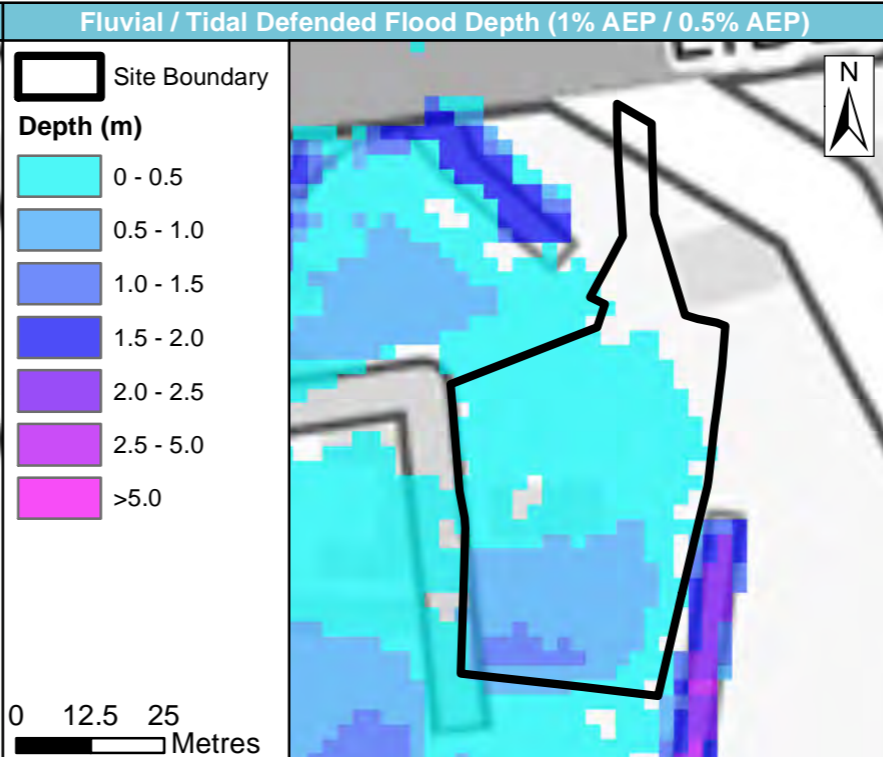 Fluvial / Tidal Defended Flood Depth (1% AEP / 0.5% AEP)
Site Boundary
Depth (m)
0 - 0.5
0.5 - 1.0
1.0 - 1.5
1.5 - 2.0
2.0 - 2.5
2.5 - 5.0
>5.0
0 12.5 25
Metres
N